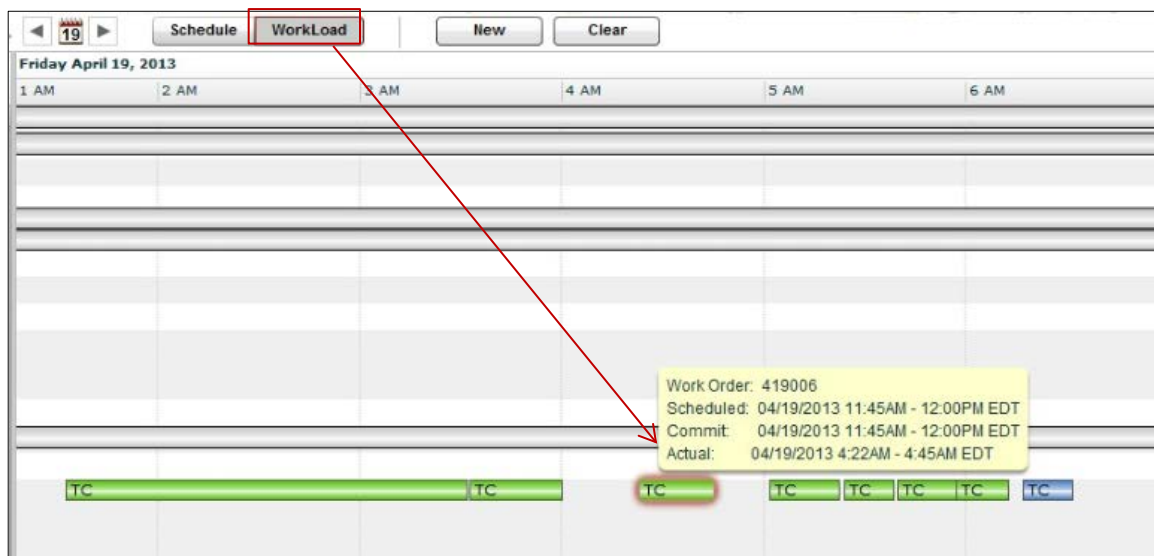 19 Schedule WorkLoad New Clear
Friday April 19, 2013
1 AM 2 AM 3 AM 4 AM 5 AM 6 AM
Work Order: 419006
Scheduled: 04/19/2013 11:45AM - 12:00PM EDT
Commit: 04/19/2013 11:45AM - 12:00PM EDT
Actual: 04/19/2013 4:22AM - 4:45AM EDT
TC TC TC TC TC TC TC TC